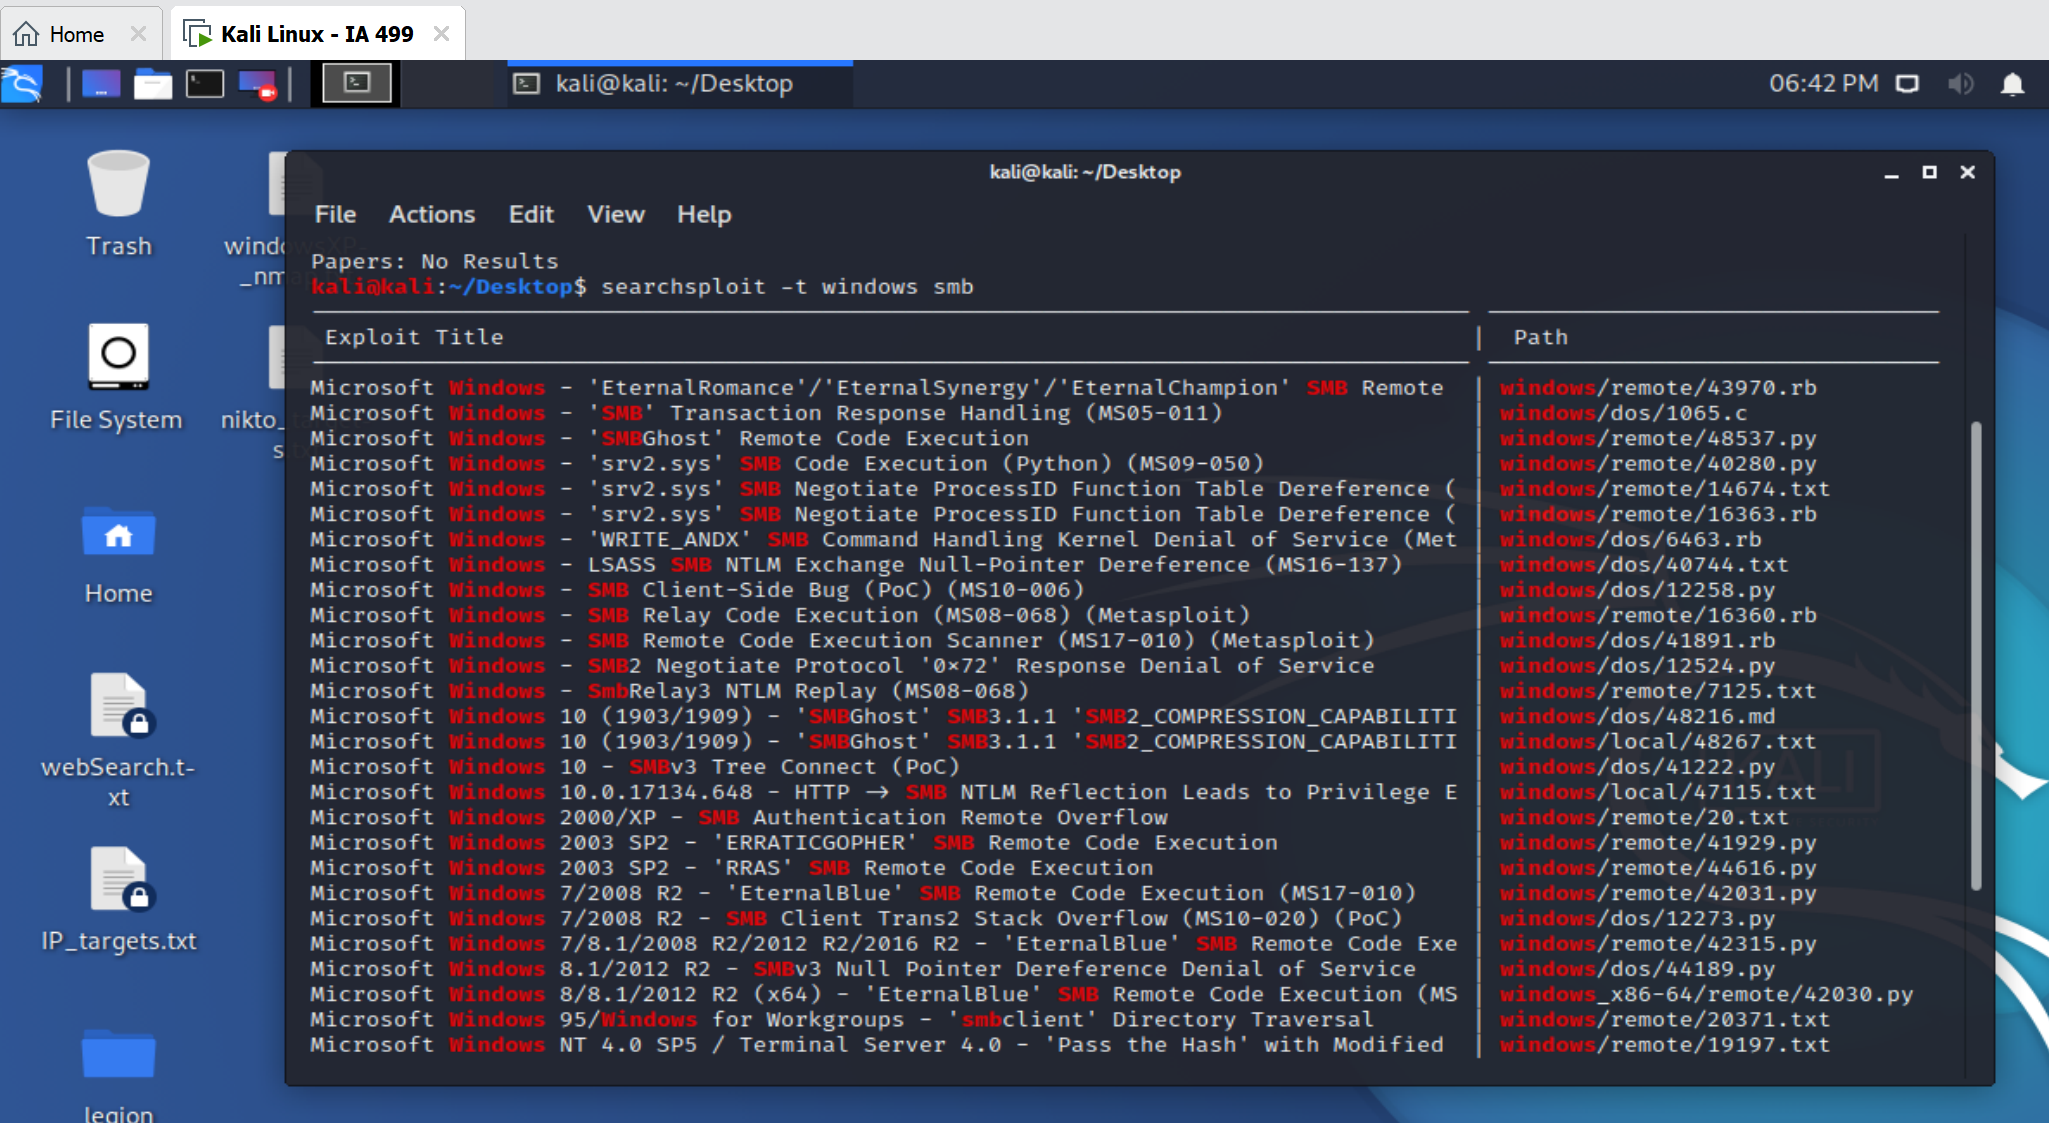 Home
Kali Linux - IA 499
kali@kali: ~/Desktop
06:42 PM
kali@kali: ~/Desktop
File Actions Edit View Help
Trash
File System
nikto_
Home
webSearch.t-
xt
IP_targets.txt
legion
Papers: No Results
kali@kali:~/Desktop$ searchsploit -t windows smb
Exploit Title | Path
Microsoft Windows - 'EternalRomance'/'EternalSynergy'/'EternalChampion' SMB Remote | windows/remote/43970.rb
Microsoft Windows - 'SMB' Transaction Response Handling (MS05-011) | windows/dos/1065.c
Microsoft Windows - 'SMBGhost' Remote Code Execution | windows/remote/48537.py
Microsoft Windows - 'srv2.sys' SMB Code Execution (Python) (MS09-050) | windows/remote/40280.py
Microsoft Windows - 'srv2.sys' SMB Negotiate ProcessID Function Table Dereference ( | windows/remote/14674.txt
Microsoft Windows - 'srv2.sys' SMB Negotiate ProcessID Function Table Dereference ( | windows/remote/16363.rb
Microsoft Windows - 'WRITE_ANDX' SMB Command Handling Kernel Denial of Service (Met | windows/dos/6463.rb
Microsoft Windows - LSASS SMB NTLM Exchange Null-Pointer Dereference (MS16-137) | windows/dos/40744.txt
Microsoft Windows - SMB Client-Side Bug (PoC) (MS10-006) | windows/dos/12258.py
Microsoft Windows - SMB Relay Code Execution (MS08-068) (Metasploit) | windows/remote/16360.rb
Microsoft Windows - SMB Remote Code Execution Scanner (MS17-010) (Metasploit) | windows/dos/41891.rb
Microsoft Windows - SMB2 Negotiate Protocol '0×72' Response Denial of Service | windows/dos/12524.py
Microsoft Windows - SmbRelay3 NTLM Replay (MS08-068) | windows/remote/7125.txt
Microsoft Windows 10 (1903/1909) - 'SMBGhost' SMB3.1.1 'SMB2_COMPRESSION_CAPABILITI | windows/dos/48216.md
Microsoft Windows 10 (1903/1909) - 'SMBGhost' SMB3.1.1 'SMB2_COMPRESSION_CAPABILITI | windows/local/48267.txt
Microsoft Windows 10 - SMBv3 Tree Connect (PoC) | windows/dos/41222.py
Microsoft Windows 10.0.17134.648 - HTTP → SMB NTLM Reflection Leads to Privilege E | windows/local/47115.txt
Microsoft Windows 2000/XP - SMB Authentication Remote Overflow | windows/remote/20.txt
Microsoft Windows 2003 SP2 - 'ERRATICGOPHER' SMB Remote Code Execution | windows/remote/41929.py
Microsoft Windows 2003 SP2 - 'RRAS' SMB Remote Code Execution | windows/remote/44616.py
Microsoft Windows 7/2008 R2 - 'EternalBlue' SMB Remote Code Execution (MS17-010) | windows/remote/42031.py
Microsoft Windows 7/2008 R2 - SMB Client Trans2 Stack Overflow (MS10-020) (PoC) | windows/dos/12273.py
Microsoft Windows 7/8.1/2008 R2/2012 R2/2016 R2 - 'EternalBlue' SMB Remote Code Exe | windows/remote/42315.py
Microsoft Windows 8.1/2012 R2 - SMBv3 Null Pointer Dereference Denial of Service | windows/dos/44189.py
Microsoft Windows 8/8.1/2012 R2 (x64) - 'EternalBlue' SMB Remote Code Execution (MS | windows_x86-64/remote/42030.py
Microsoft Windows 95/Windows for Workgroups - 'smbclient' Directory Traversal | windows/remote/20371.txt
Microsoft Windows NT 4.0 SP5 / Terminal Server 4.0 - 'Pass the Hash' with Modified | windows/remote/19197.txt